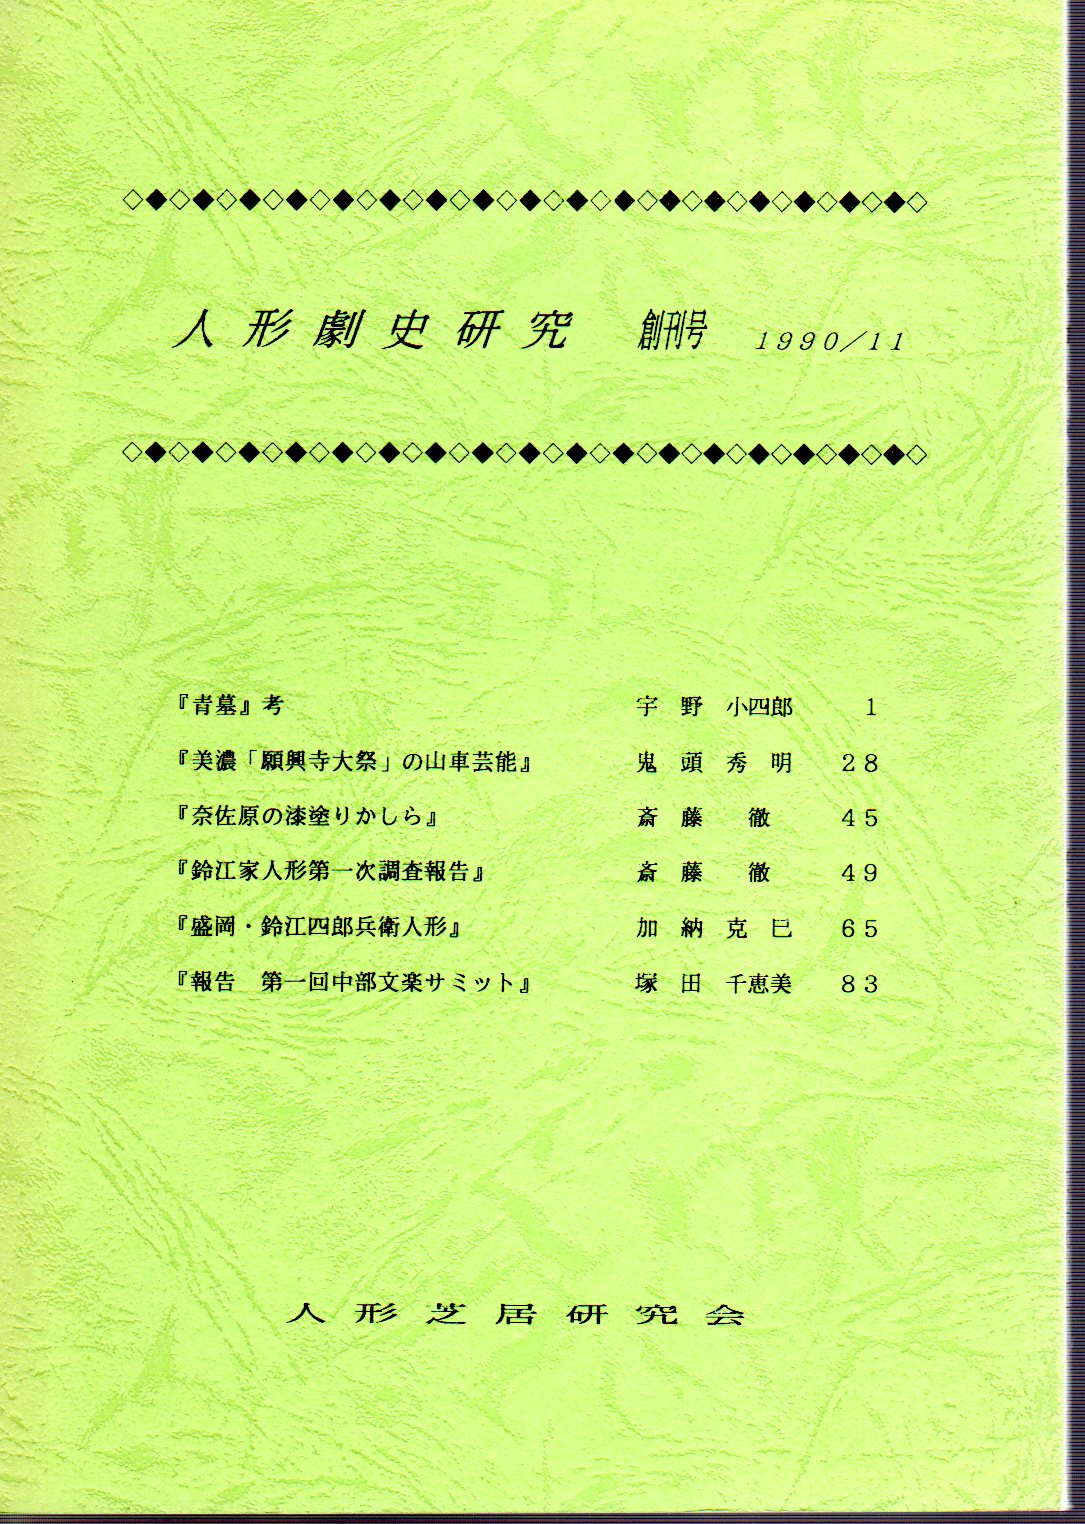 ◇◆◇◆◇◆◇◆◇◆◇◆◇◆◇◆◇◆◇◆◇◆◇◆◇◆◇◆◇◆◇◆◇◆◇
人形劇史研究 創刊号 1990/11
◇◆◇◆◇◆◇◆◇◆◇◆◇◆◇◆◇◆◇◆◇◆◇◆◇◆◇◆◇◆◇◆◇◆◇
『青墓』考 宇野 小四郎 1
『美濃「願興寺大祭」の山車芸能』 鬼頭秀明 28
『奈佐原の漆塗りかしら』 斎藤 徹 45
『鈴江家人形第一次調査報告』 斎藤 徹 49
『盛岡・鈴江四郎兵衛人形』 加納克巳 65
『報告 第一回中部文楽サミット』 塚田千恵美 83
人形芝居研究会